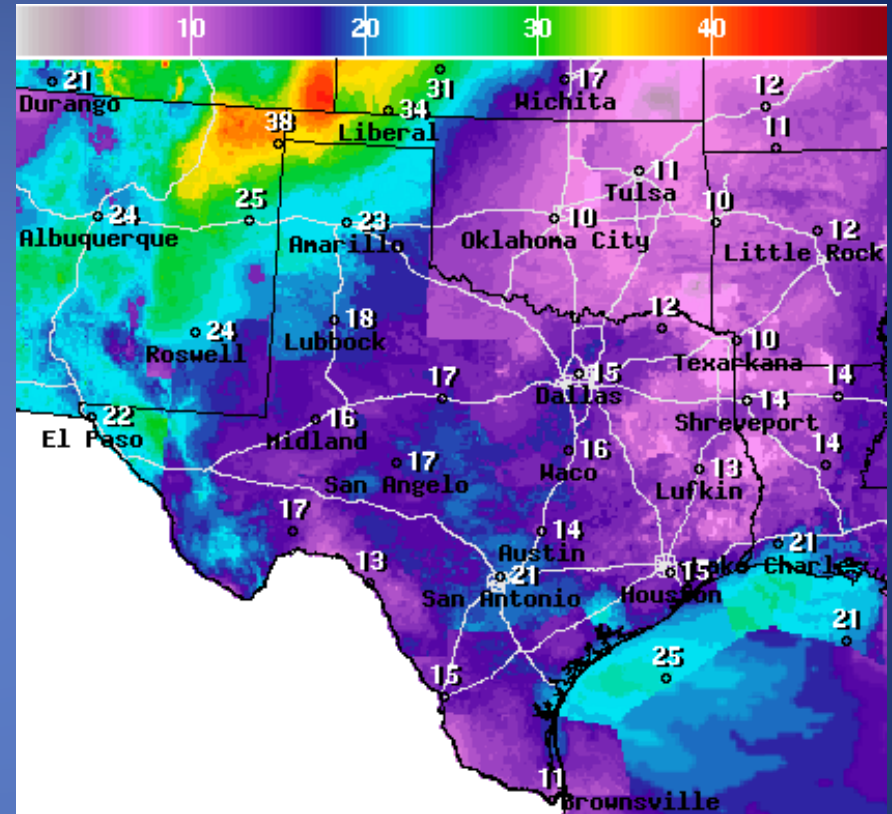 10 20 30 40
21 31 17 12
Durango Wichita
38 34 11
Liberal
11
Tulsa
24 25 23 10 10 12
Albuquerque Amarillo Oklahoma City Little Rock
24 18 12 10
Roswell Lubbock Texarkana
17 15 14 14
Dallas
22 16 Shreveport
El Paso Midland
17 16 13 14
San Angelo Waco Lufkin
17 14 21
Austin Lake Charles
13 21 15
San Antonio Houston
21
25
15
11
Brownsville